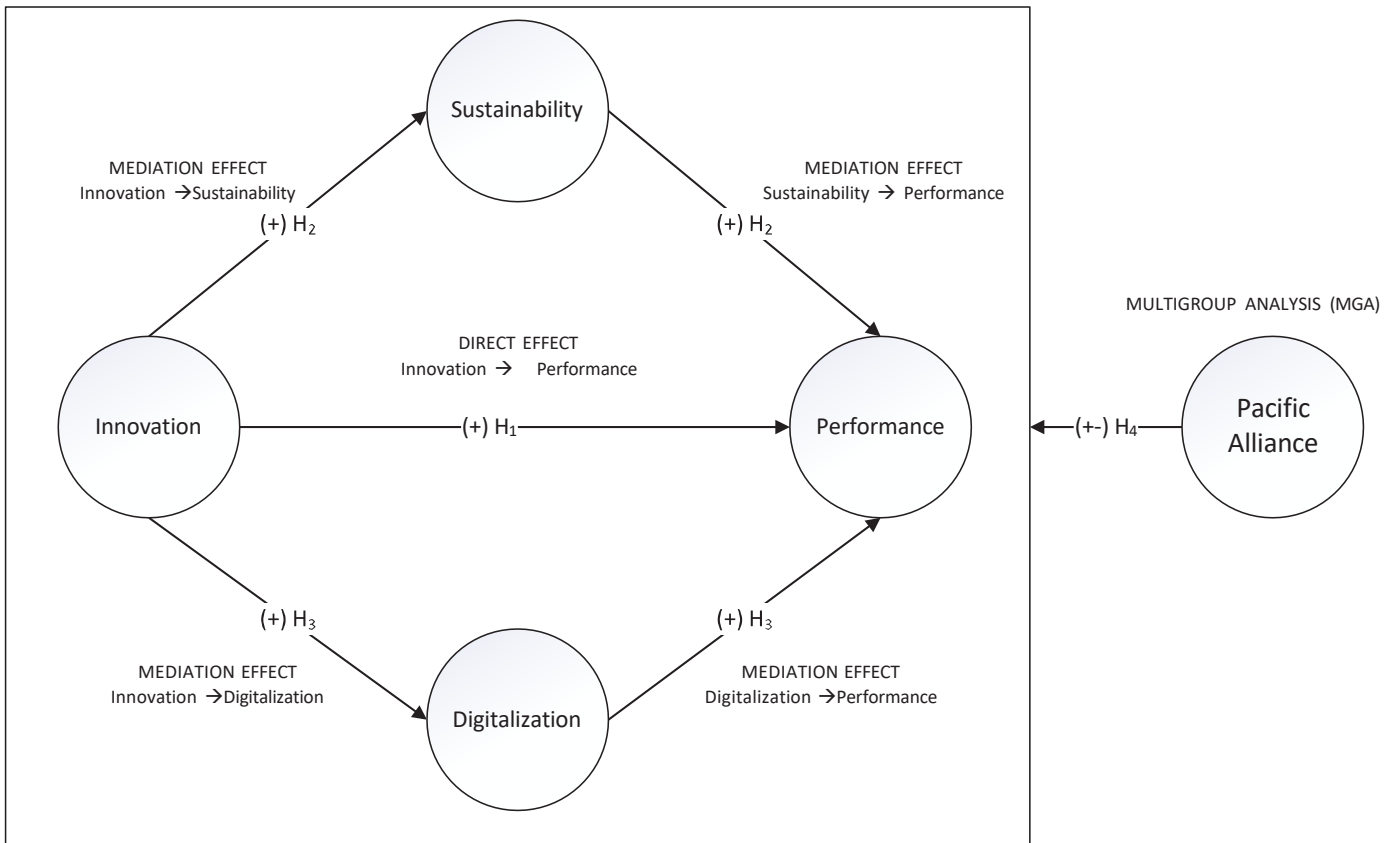 Sustainability
MEDIATION EFFECT
Innovation →Sustainability
(+) H₂
MEDIATION EFFECT
Sustainability → Performance
(+) H₂
MULTIGROUP ANALYSIS (MGA)
DIRECT EFFECT
Innovation → Performance
Innovation
(+) H₁
Performance
(+-) H₄
Pacific
Alliance
(+) H₃
MEDIATION EFFECT
Innovation →Digitalization
(+) H₃
MEDIATION EFFECT
Digitalization →Performance
Digitalization